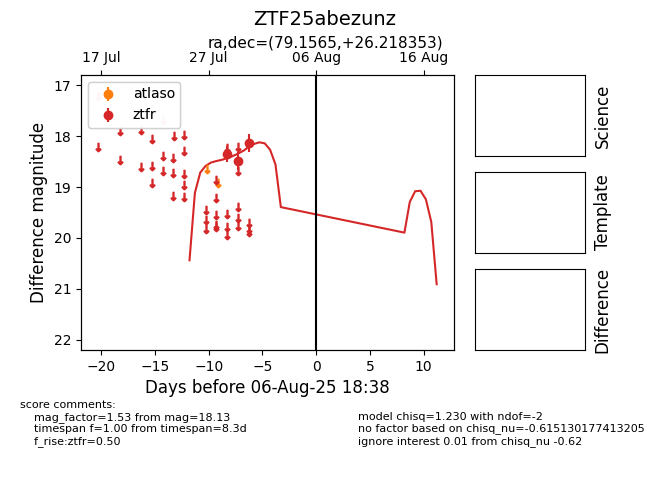 ZTF25abezunz
ra,dec=(79.1565,+26.218353)
17 Jul 27 Jul 06 Aug 16 Aug
atlaso
ztfr
17
18
19
20
21
22
Difference magnitude
−20 −15 −10 −5 0 5 10
Days before 06-Aug-25 18:38
Science
Template
Difference
score comments:
mag_factor=1.53 from mag=18.13
timespan f=1.00 from timespan=8.3d
f_rise:ztfr=0.50
model chisq=1.230 with ndof=-2
no factor based on chisq_nu=-0.615130177413205
ignore interest 0.01 from chisq_nu -0.62